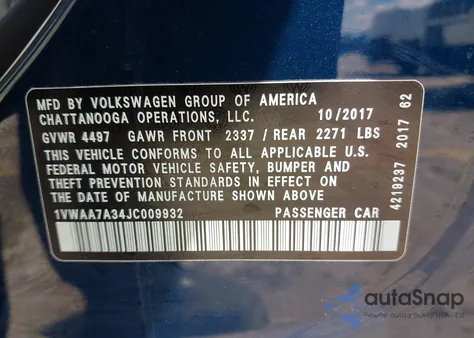 MFD BY VOLKSWAGEN GROUP OF AMERICA
CHATTANOOGA OPERATIONS, LLC. 10/2017
GVWR 4497 GAWR FRONT 2337 / REAR 2271 LBS
THIS VEHICLE CONFORMS TO ALL APPLICABLE U.S.
FEDERAL MOTOR VEHICLE SAFETY, BUMPER AND
THEFT PREVENTION STANDARDS IN EFFECT ON
THE DATE OF MANUFACTURE SHOWN ABOVE
1VWAA7A34JC009932 PASSENGER CAR
4219237 2017 62
autoSnap